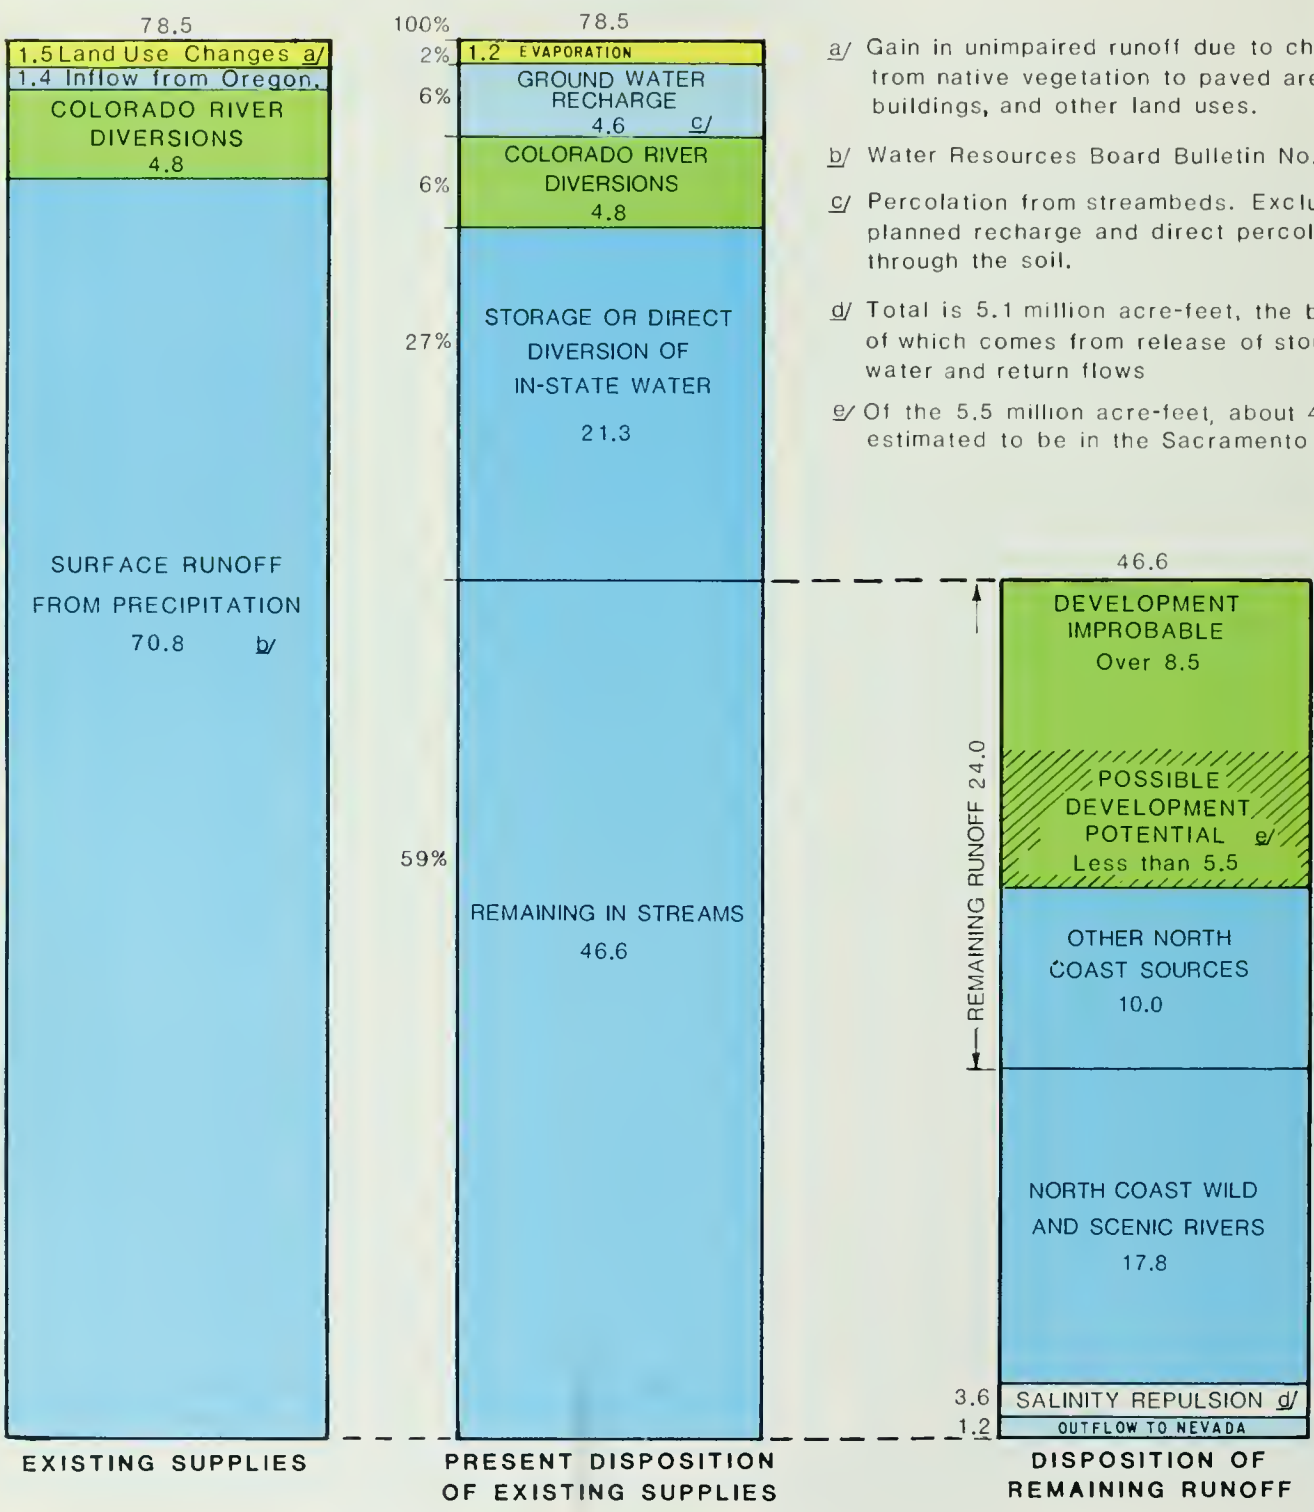 78.5
1.5 Land Use Changes a/
1.4 Inflow from Oregon.
COLORADO RIVER
DIVERSIONS
4.8
SURFACE RUNOFF
FROM PRECIPITATION
70.8 b/
EXISTING SUPPLIES
78.5
100%
2%
6%
6%
27%
59%
1.2 EVAPORATION
GROUND WATER
RECHARGE
4.6 c/
COLORADO RIVER
DIVERSIONS
4.8
STORAGE OR DIRECT
DIVERSION OF
IN-STATE WATER
21.3
REMAINING IN STREAMS
46.6
PRESENT DISPOSITION
OF EXISTING SUPPLIES
a/ Gain in unimpaired runoff due to ch
from native vegetation to paved are
buildings, and other land uses.
b/ Water Resources Board Bulletin No.
c/ Percolation from streambeds. Exclu
planned recharge and direct percol
through the soil.
d/ Total is 5.1 million acre-feet, the b
of which comes from release of sto
water and return flows
e/ Of the 5.5 million acre-feet, about 4
estimated to be in the Sacramento
46.6
REMAINING RUNOFF 24.0
DEVELOPMENT
IMPROBABLE
Over 8.5
POSSIBLE
DEVELOPMENT
POTENTIAL e/
Less than 5.5
OTHER NORTH
COAST SOURCES
10.0
NORTH COAST WILD
AND SCENIC RIVERS
17.8
3.6 SALINITY REPULSION d/
1.2 OUTFLOW TO NEVADA
DISPOSITION OF
REMAINING RUNOFF